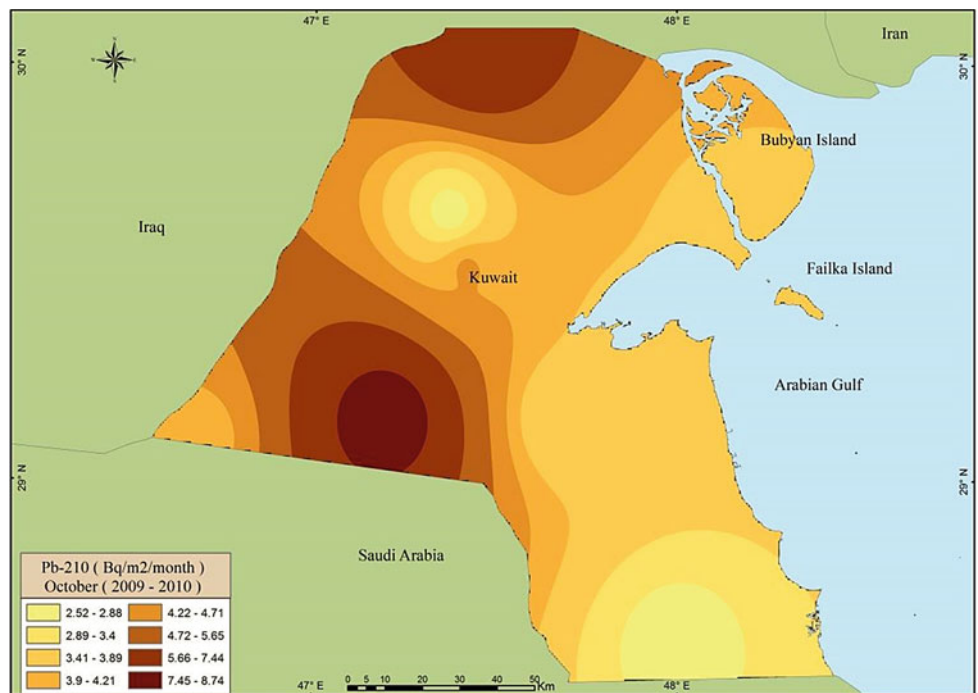 47° E
48° E
Iran
30° N
30° N
Bubyan Island
Iraq
Failka Island
Kuwait
Arabian Gulf
29° N
29° N
Saudi Arabia
Pb-210 ( Bq/m2/month )
October ( 2009 - 2010 )
2.52 - 2.88
4.22 - 4.71
2.89 - 3.4
4.72 - 5.65
3.41 - 3.89
5.66 - 7.44
3.9 - 4.21
7.45 - 8.74
47° E
0 5 10 20 30 40 50 Km
48° E